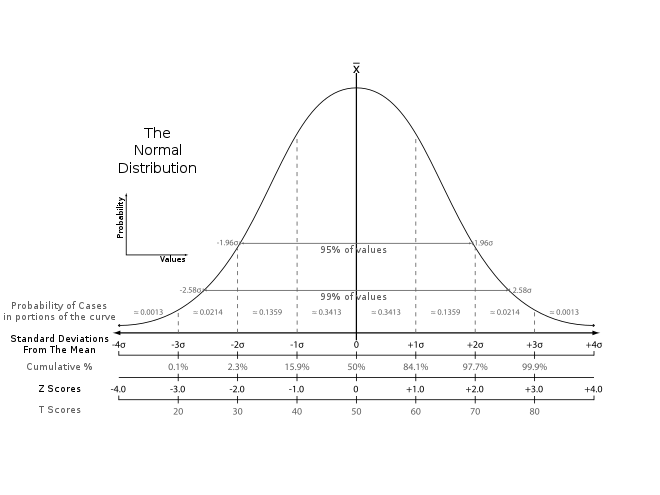 X̅
The
Normal
Distribution
Probability
Values
-1.96σ 1.96σ
95% of values
-2.58σ 2.58σ
99% of values
Probability of Cases
in portions of the curve
≈ 0.0013 ≈ 0.0214 ≈ 0.1359 ≈ 0.3413 ≈ 0.3413 ≈ 0.1359 ≈ 0.0214 ≈ 0.0013
Standard Deviations
From The Mean
-4σ -3σ -2σ -1σ 0 +1σ +2σ +3σ +4σ
Cumulative % 0.1% 2.3% 15.9% 50% 84.1% 97.7% 99.9%
Z Scores -4.0 -3.0 -2.0 -1.0 0 +1.0 +2.0 +3.0 +4.0
T Scores 20 30 40 50 60 70 80